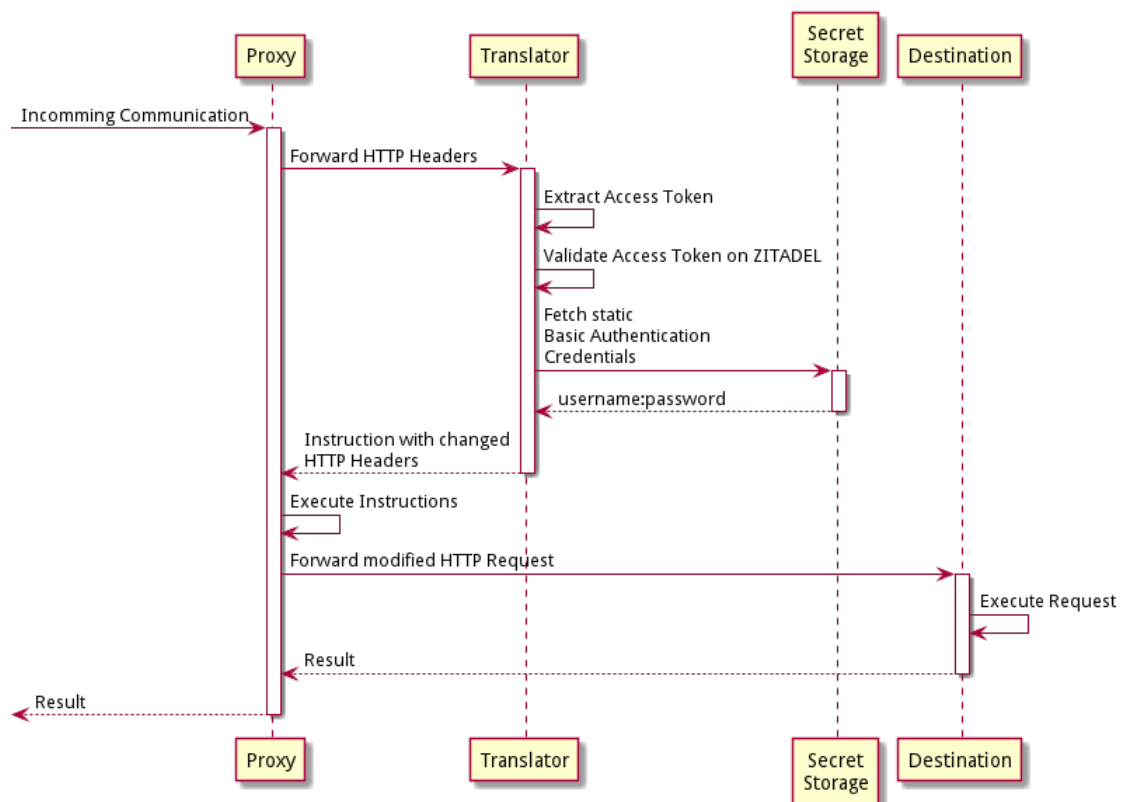 Proxy
Translator
Secret
Storage
Destination
Incomming Communication
Forward HTTP Headers
Extract Access Token
Validate Access Token on ZITADEL
Fetch static
Basic Authentication
Credentials
username:password
Instruction with changed
HTTP Headers
Execute Instructions
Forward modified HTTP Request
Execute Request
Result
Result
Proxy
Translator
Secret
Storage
Destination